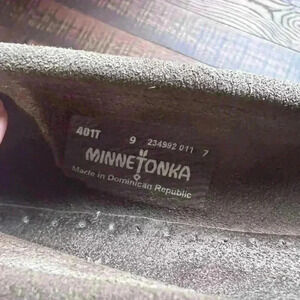 401T 9 234992 011 7
MINNETONKA
Made in Dominican Republic